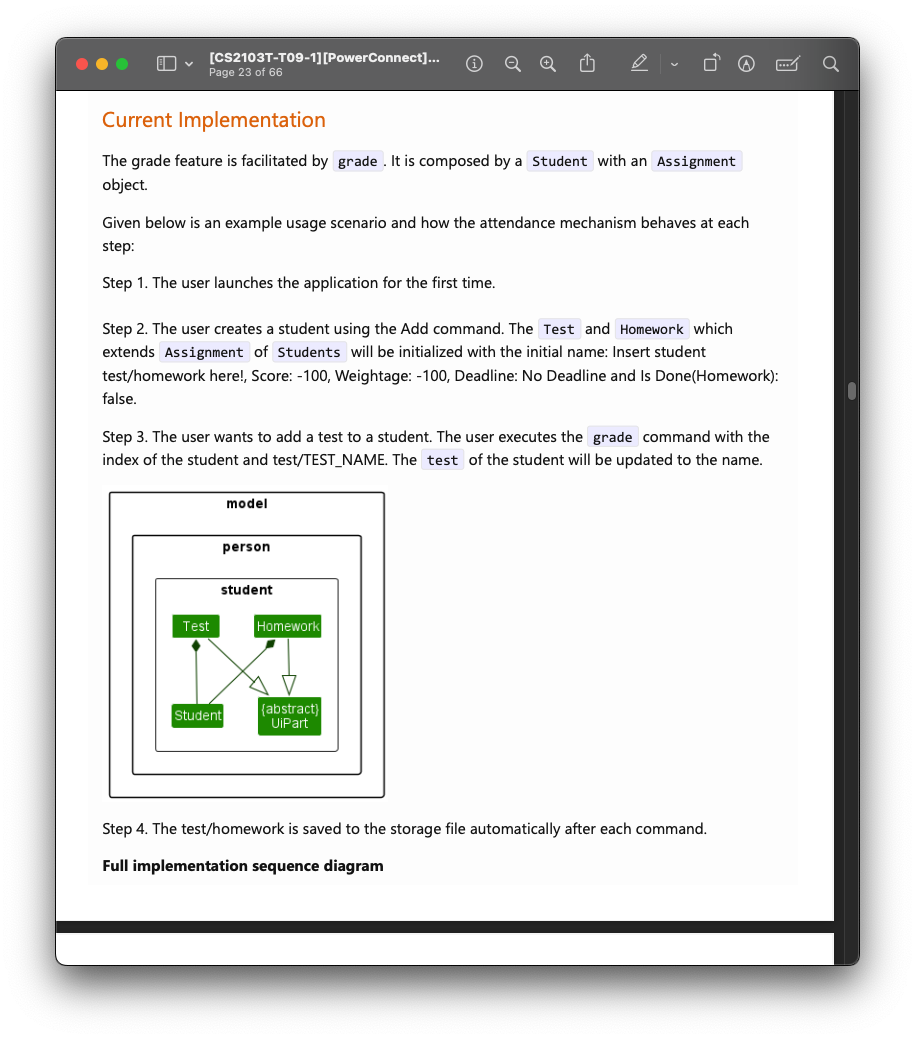 [CS2103T-T09-1][PowerConnect]...
Page 23 of 66
Current Implementation
The grade feature is facilitated by grade . It is composed by a Student with an Assignment
object.
Given below is an example usage scenario and how the attendance mechanism behaves at each
step:
Step 1. The user launches the application for the first time.
Step 2. The user creates a student using the Add command. The Test and Homework which
extends Assignment of Students will be initialized with the initial name: Insert student
test/homework here!, Score: -100, Weightage: -100, Deadline: No Deadline and Is Done(Homework):
false.
Step 3. The user wants to add a test to a student. The user executes the grade command with the
index of the student and test/TEST_NAME. The test of the student will be updated to the name.
model
person
student
Test Homework
Student {abstract}
UiPart
Step 4. The test/homework is saved to the storage file automatically after each command.
Full implementation sequence diagram